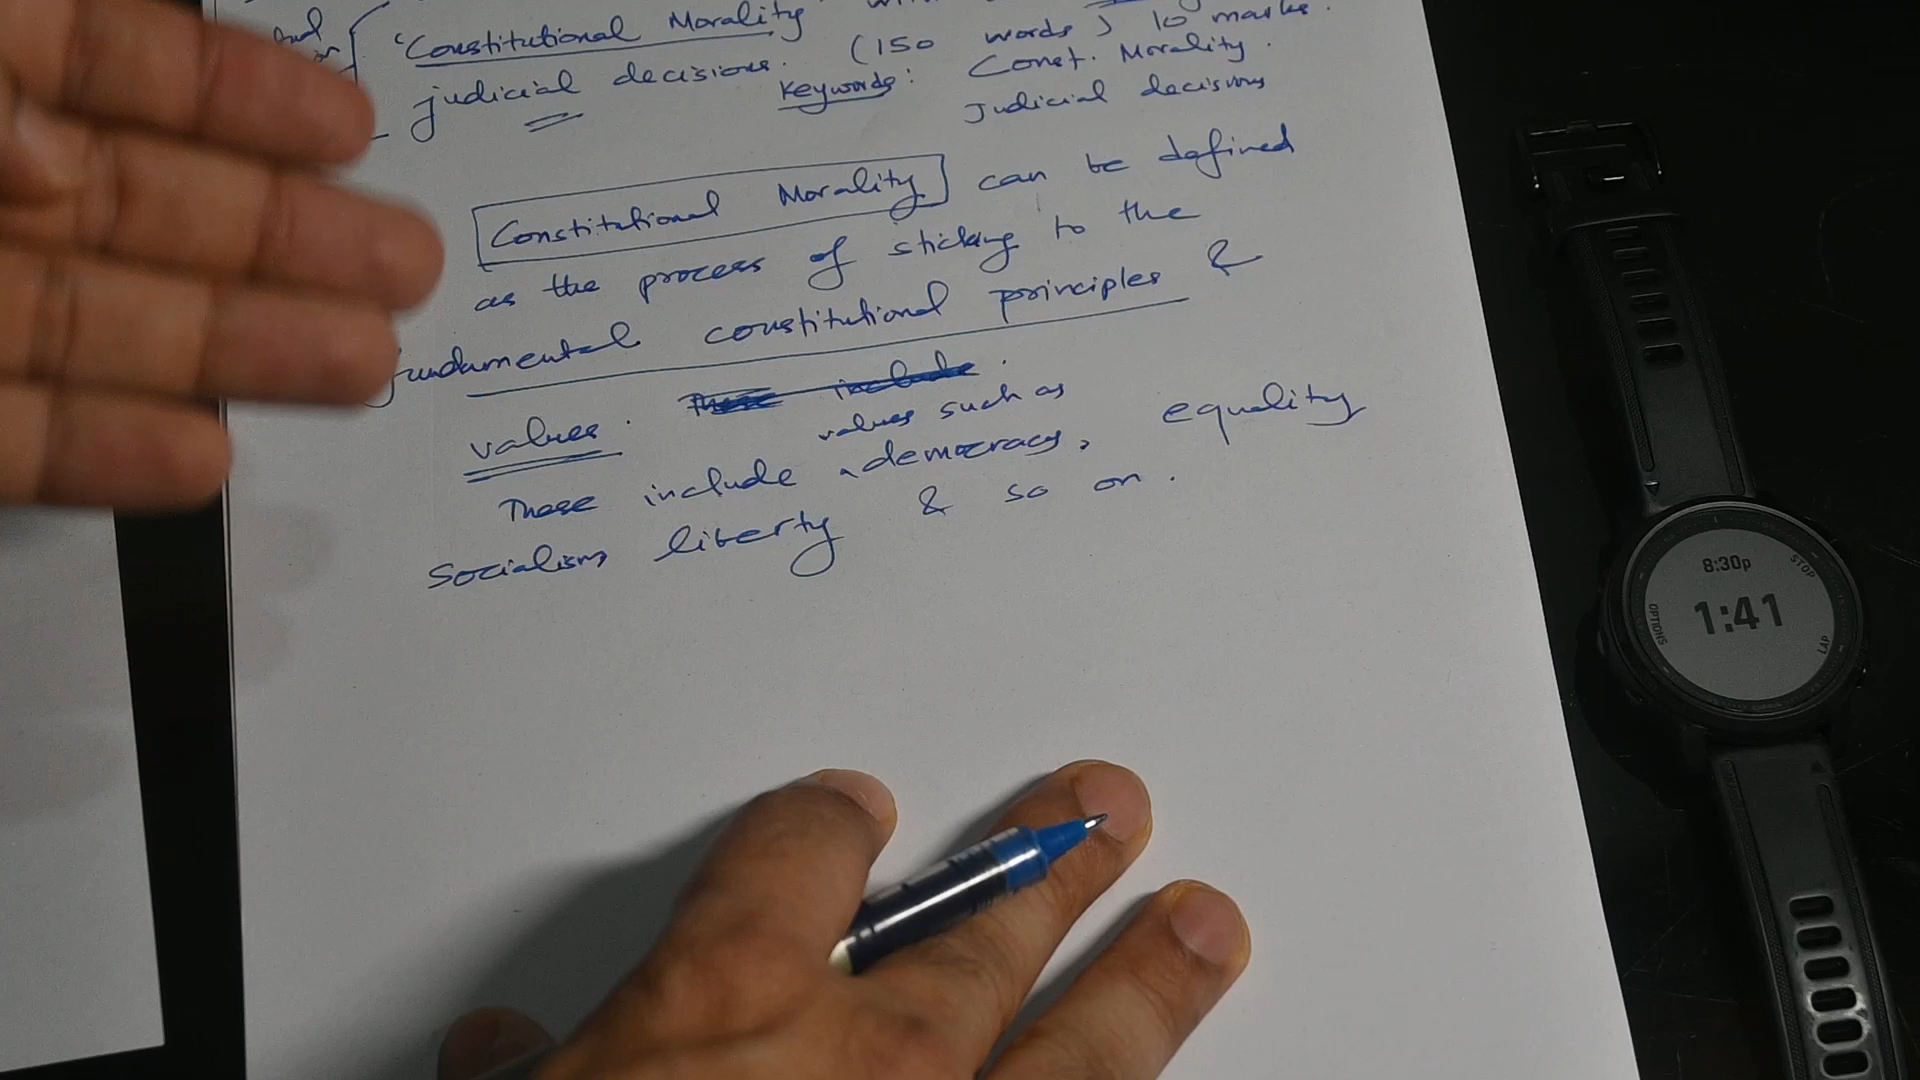 'Constitutional Morality'
judicial decisions. (150 words) 10 marks.
Keywords: Const. Morality.
Judicial decisions
Constitutional Morality can be defined
as the process of sticking to the
fundamental constitutional principles &
values. These include.
values such as
These include democracy, equality
socialism liberty & so on.
8:30p
1:41
STOP
OPTIONS
LAP